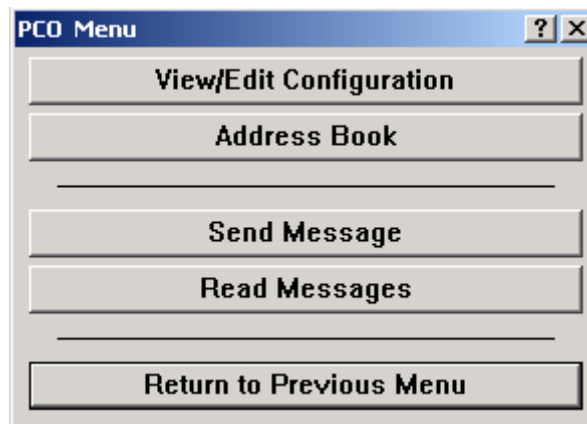 PCO Menu ? ×
View/Edit Configuration
Address Book
Send Message
Read Messages
Return to Previous Menu